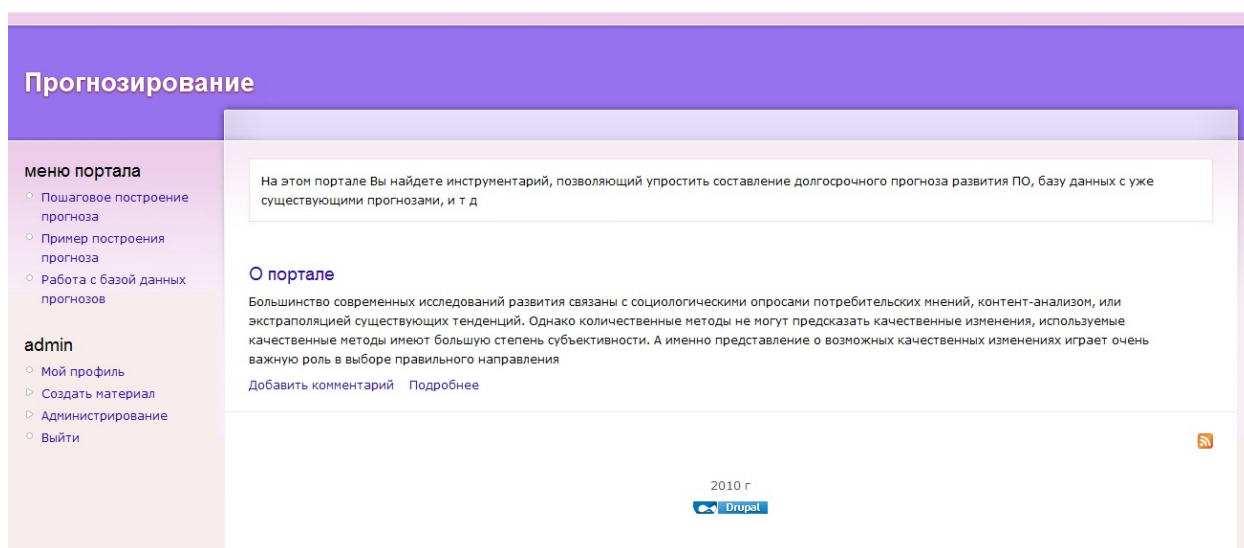 Прогнозирование
меню портала
Пошаговое построение
прогноза
Пример построения
прогноза
Работа с базой данных
прогнозов
admin
Мой профиль
Создать материал
Администрирование
Выйти
На этом портале Вы найдете инструментарий, позволяющий упростить составление долгосрочного прогноза развития ПО, базу данных с уже
существующими прогнозами, и т д
О портале
Большинство современных исследований развития связаны с социологическими опросами потребительских мнений, контент-анализом, или
экстраполяцией существующих тенденций. Однако количественные методы не могут предсказать качественные изменения, используемые
качественные методы имеют большую степень субъективности. А именно представление о возможных качественных изменениях играет очень
важную роль в выборе правильного направления
Добавить комментарий Подробнее
2010 г
Drupal